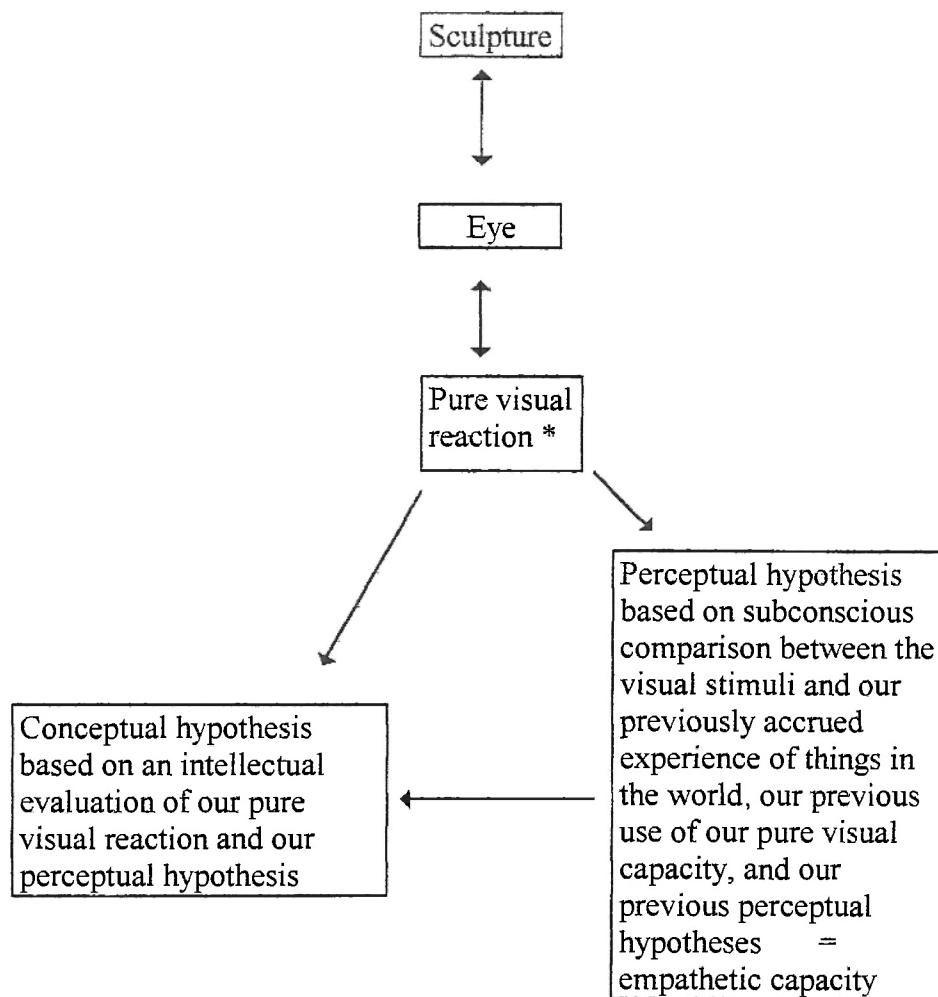 Sculpture
Eye
Pure visual
reaction *
Perceptual hypothesis
based on subconscious
comparison between the
visual stimuli and our
previously accrued
experience of things in
the world, our previous
use of our pure visual
capacity, and our
previous perceptual
hypotheses =
empathetic capacity
Conceptual hypothesis
based on an intellectual
evaluation of our pure
visual reaction and our
perceptual hypothesis